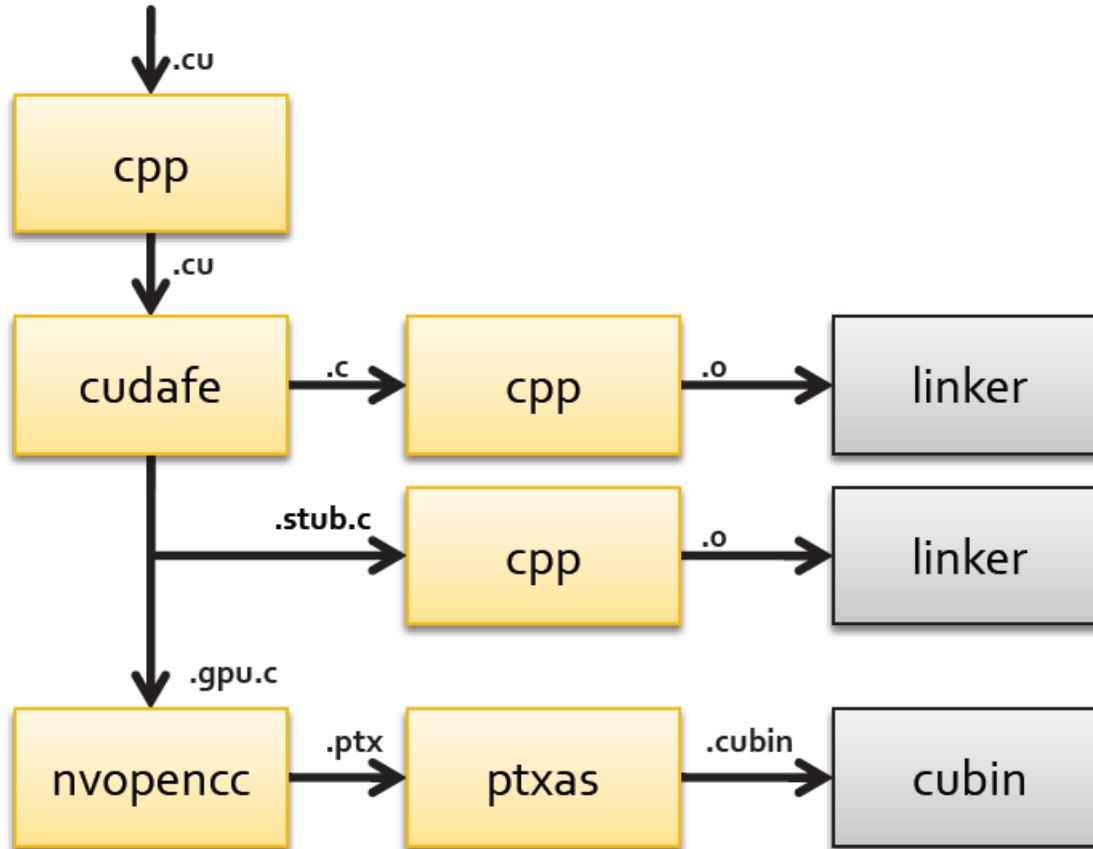 .cu
cpp
.cu
cudafe
.c
cpp
.o
linker
.stub.c
cpp
.o
linker
.gpu.c
nvopencc
.ptx
ptxas
.cubin
cubin